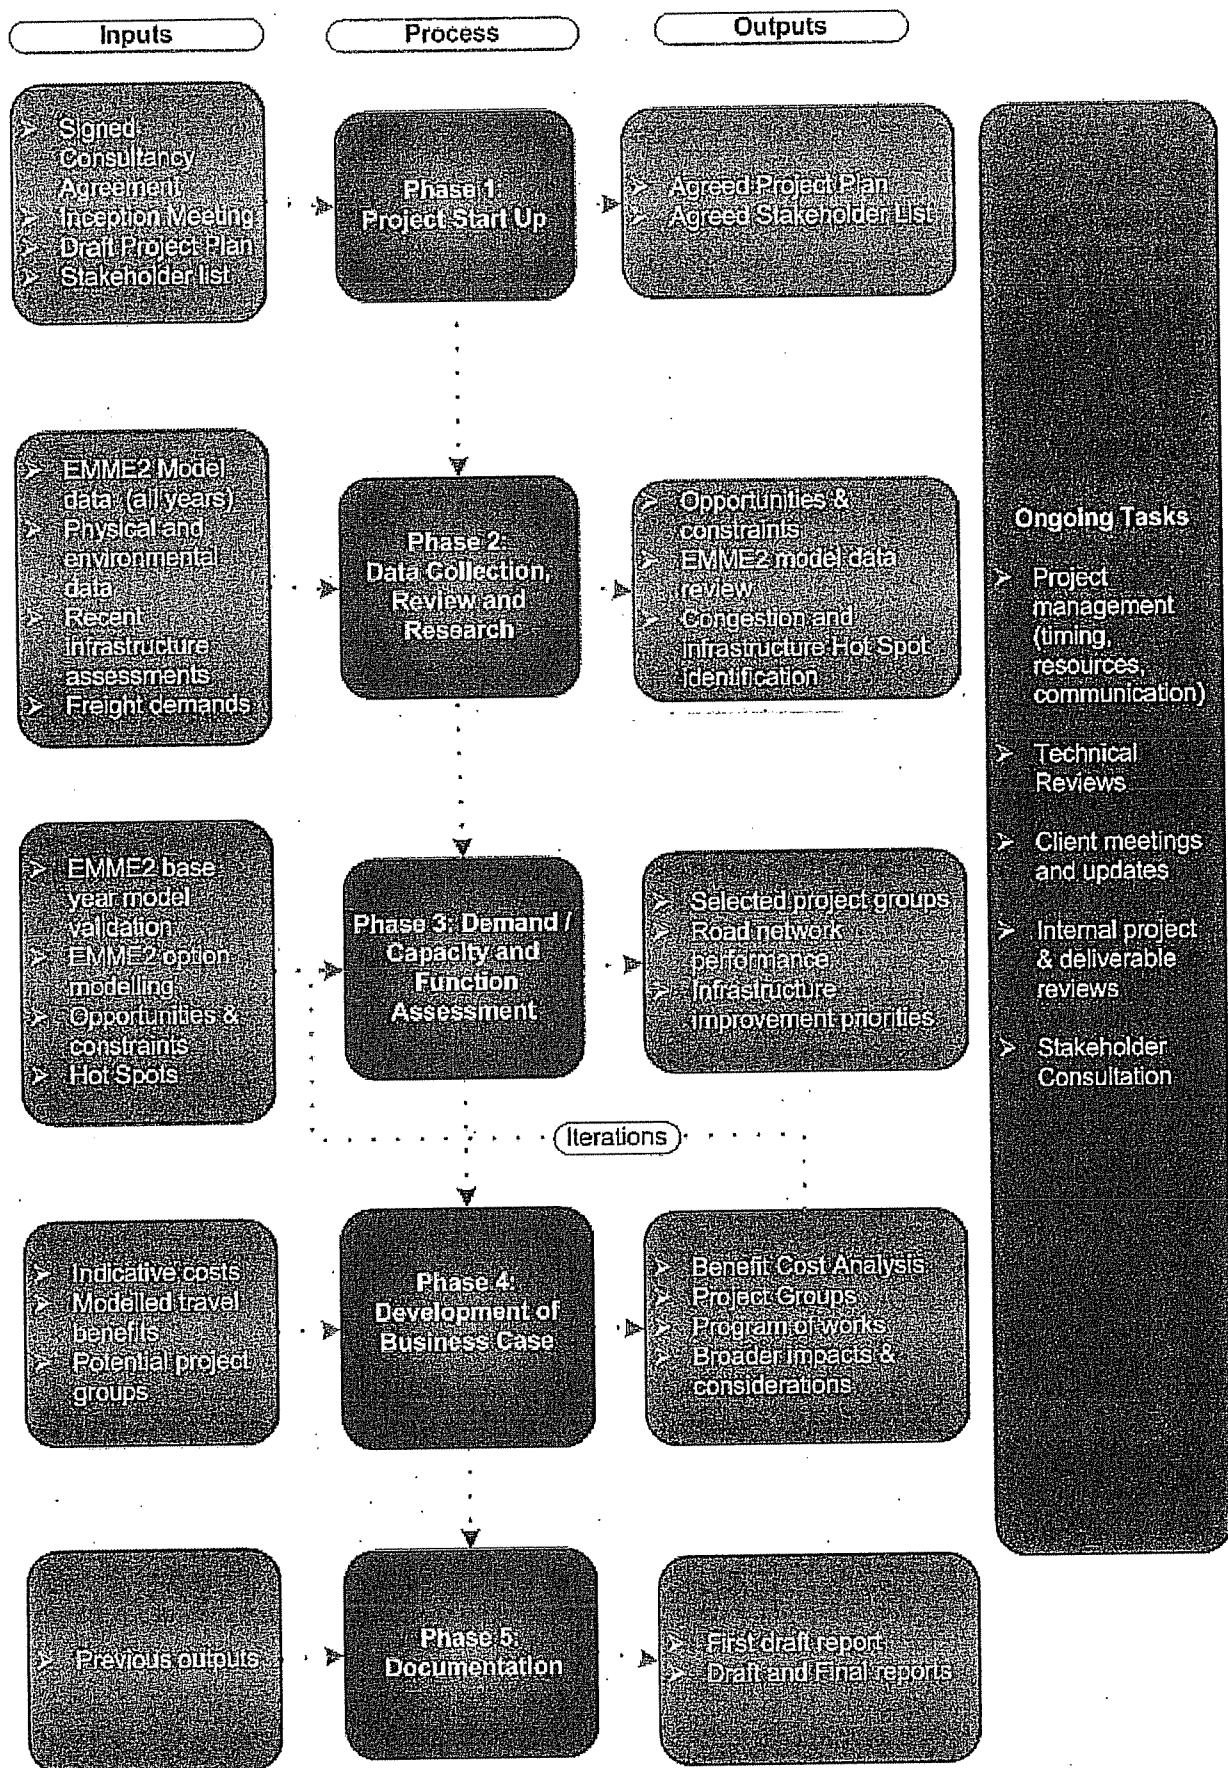 Inputs
Process
Outputs
Signed
Consultancy
Agreement
Inception Meeting
Draft Project Plan
Stakeholder list
Phase 1
Project Start Up
Agreed Project Plan
Agreed Stakeholder List
EMME2 Model
data (all years)
Physical and
environmental
data
Recent
infrastructure
assessments
Freight demands
Phase 2:
Data Collection,
Review and
Research
Opportunities &
constraints
EMME2 model data
review
Congestion and
infrastructure Hot Spot
identification
EMME2 base
year model
validation
EMME2 option
modelling
Opportunities &
constraints
Hot Spots
Phase 3: Demand /
Capacity and
Function
Assessment
Selected project groups
Road network
performance
Infrastructure
improvement priorities
Iterations
Indicative costs
Modelled travel
benefits
Potential project
groups
Phase 4:
Development of
Business Case
Benefit Cost Analysis
Project Groups
Program of works
Broader impacts &
considerations
Previous outputs
Phase 5:
Documentation
First draft report
Draft and Final reports
Ongoing Tasks
Project
management
(timing,
resources,
communication)
Technical
Reviews
Client meetings
and updates
Internal project
& deliverable
reviews
Stakeholder
Consultation